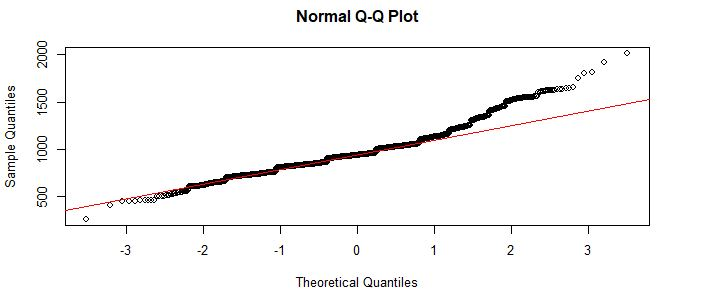 Normal Q-Q Plot
Sample Quantiles
2000
1500
1000
500
-3 -2 -1 0 1 2 3
Theoretical Quantiles